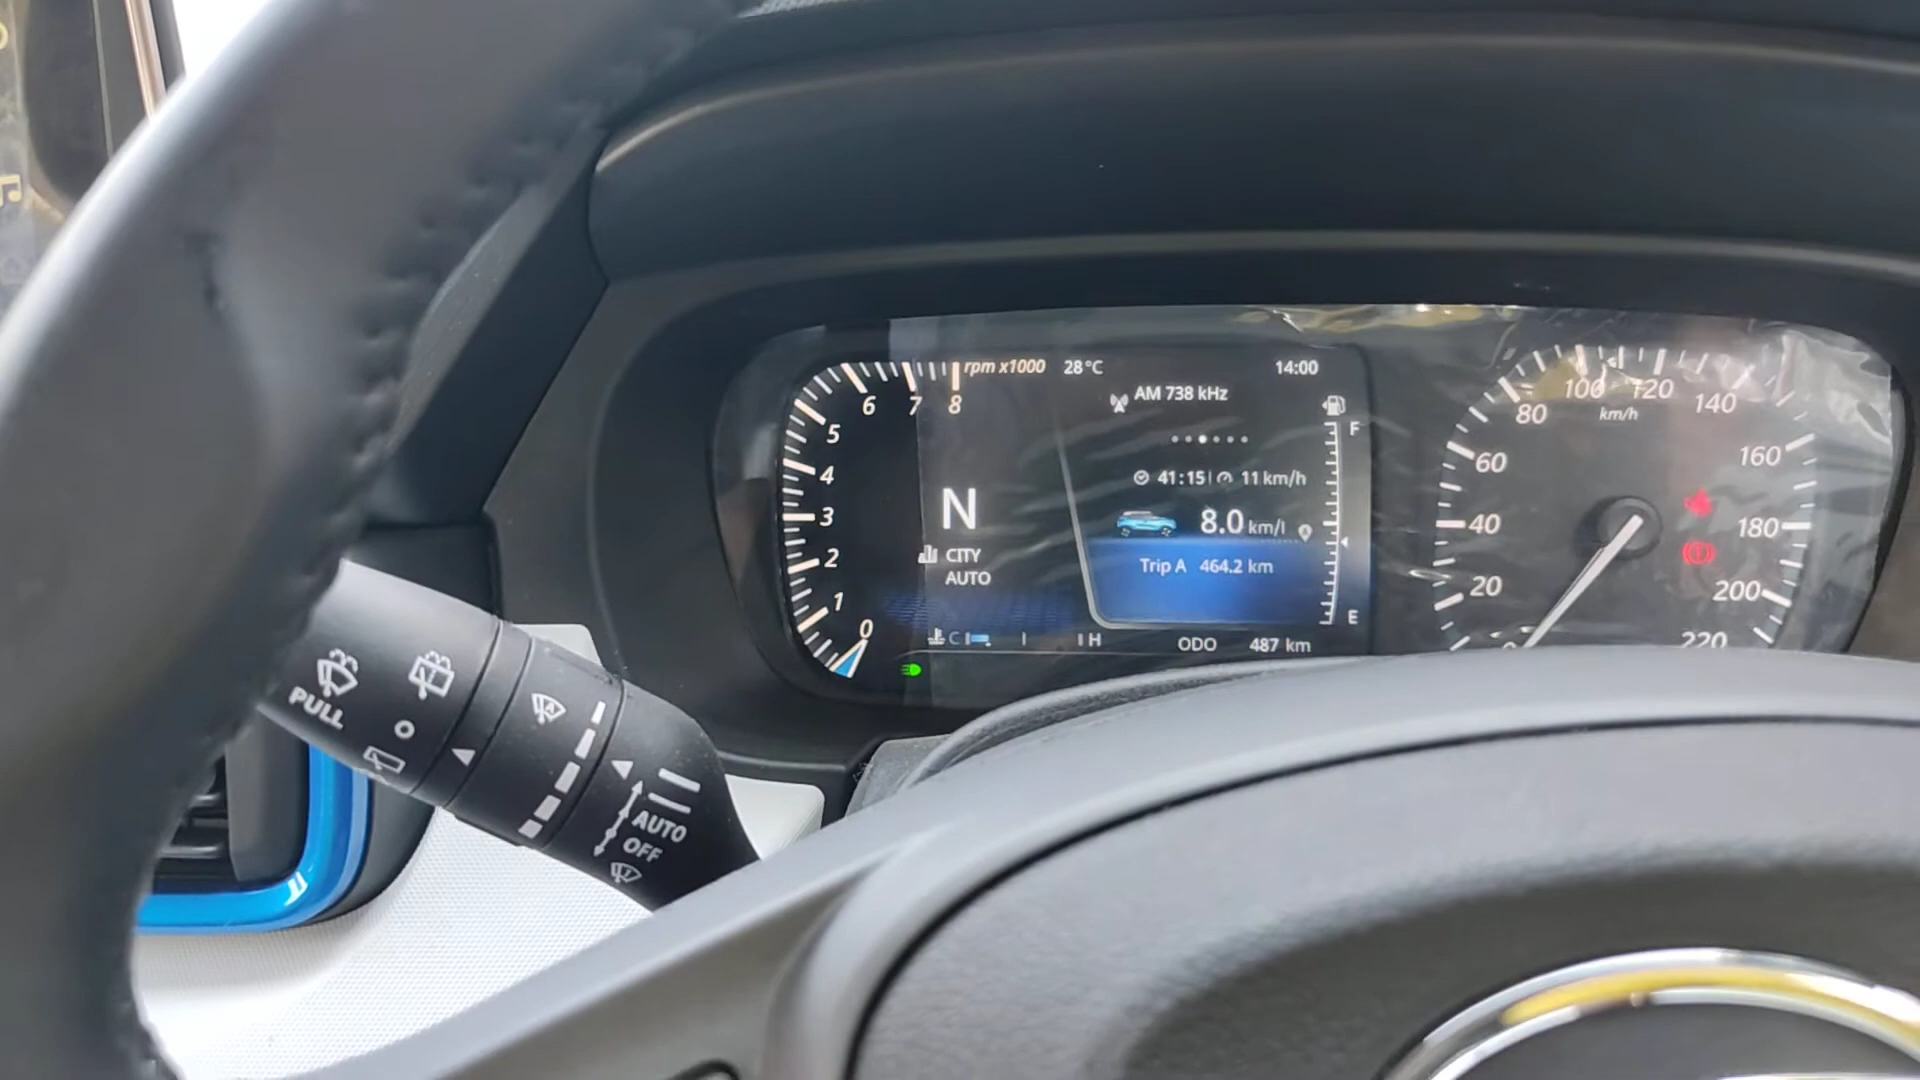 rpm x1000 28°C 14:00
AM 738 kHz
6 7 8
5
4
3
2
1
0
F
41:15 11 km/h
N
8.0 km/l
CITY
AUTO
Trip A 464.2 km
E
C H
ODO 487 km
20
40
60
80
100
120
140
160
180
200
220
km/h
PULL
A
AUTO
OFF